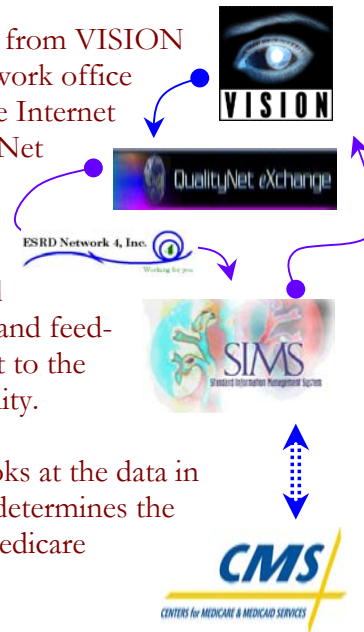 from VISION
work office
e Internet
Net
VISION
QualityNet eXchange
ESRD Network 4, Inc.
4
Working for you
and feed-
t to the
ity.
SIMS
Standard Information Management System
oks at the data in
determines the
edicare
CMS
CENTERS for MEDICARE & MEDICAID SERVICES